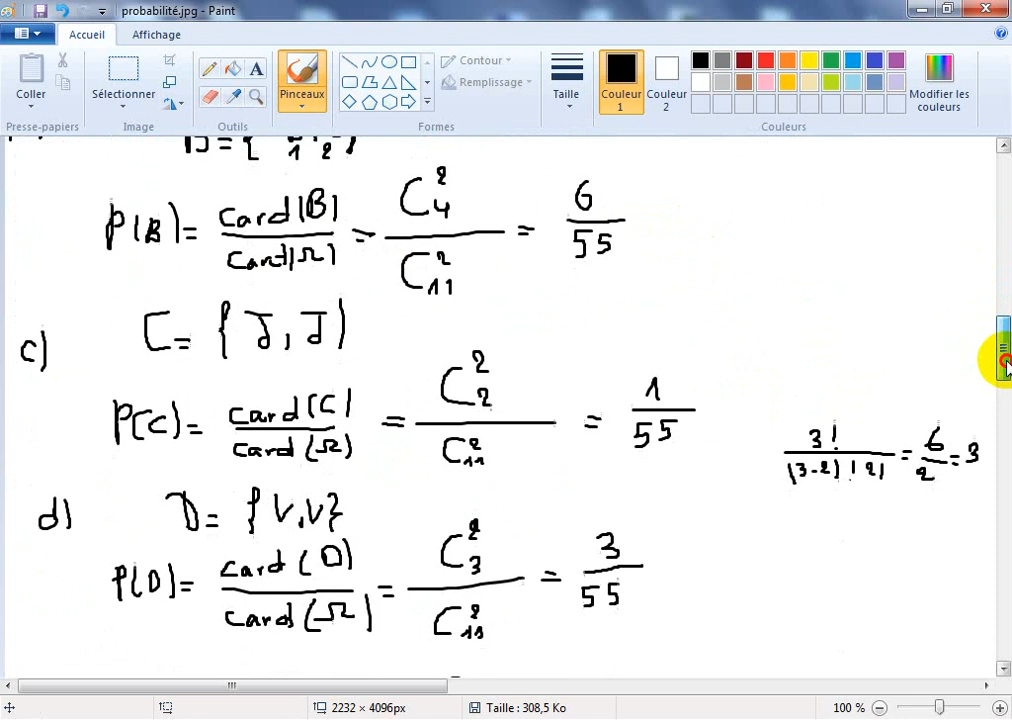 probabilité.jpg - Paint
Accueil Affichage
Coller
Sélectionner
Pinceaux
Contour
Remplissage
Taille
Couleur 1
Couleur 2
Modifier les couleurs
Presse-papiers Image Outils Formes Couleurs
P(B) = card(B) / card(Ω) = C₄² / C₁₁² = 6/55
c) C = { J, J }
P(C) = card(C) / card(Ω) = C₂² / C₁₁² = 1/55
3! / (3-2)! 2! = 6/2 = 3
d) D = { V, V }
P(D) = card(D) / card(Ω) = C₃² / C₁₁² = 3/55
2232 × 4096px
Taille : 308,5 Ko
100 %